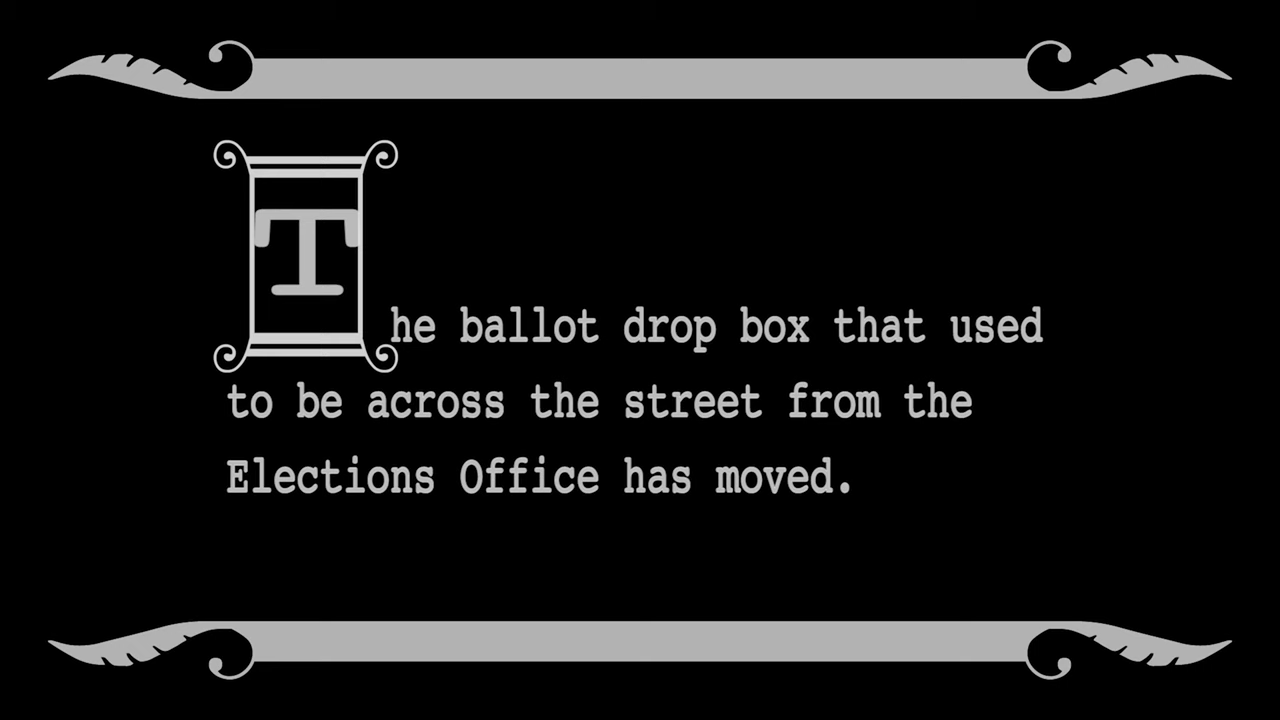 The ballot drop box that used
to be across the street from the
Elections Office has moved.